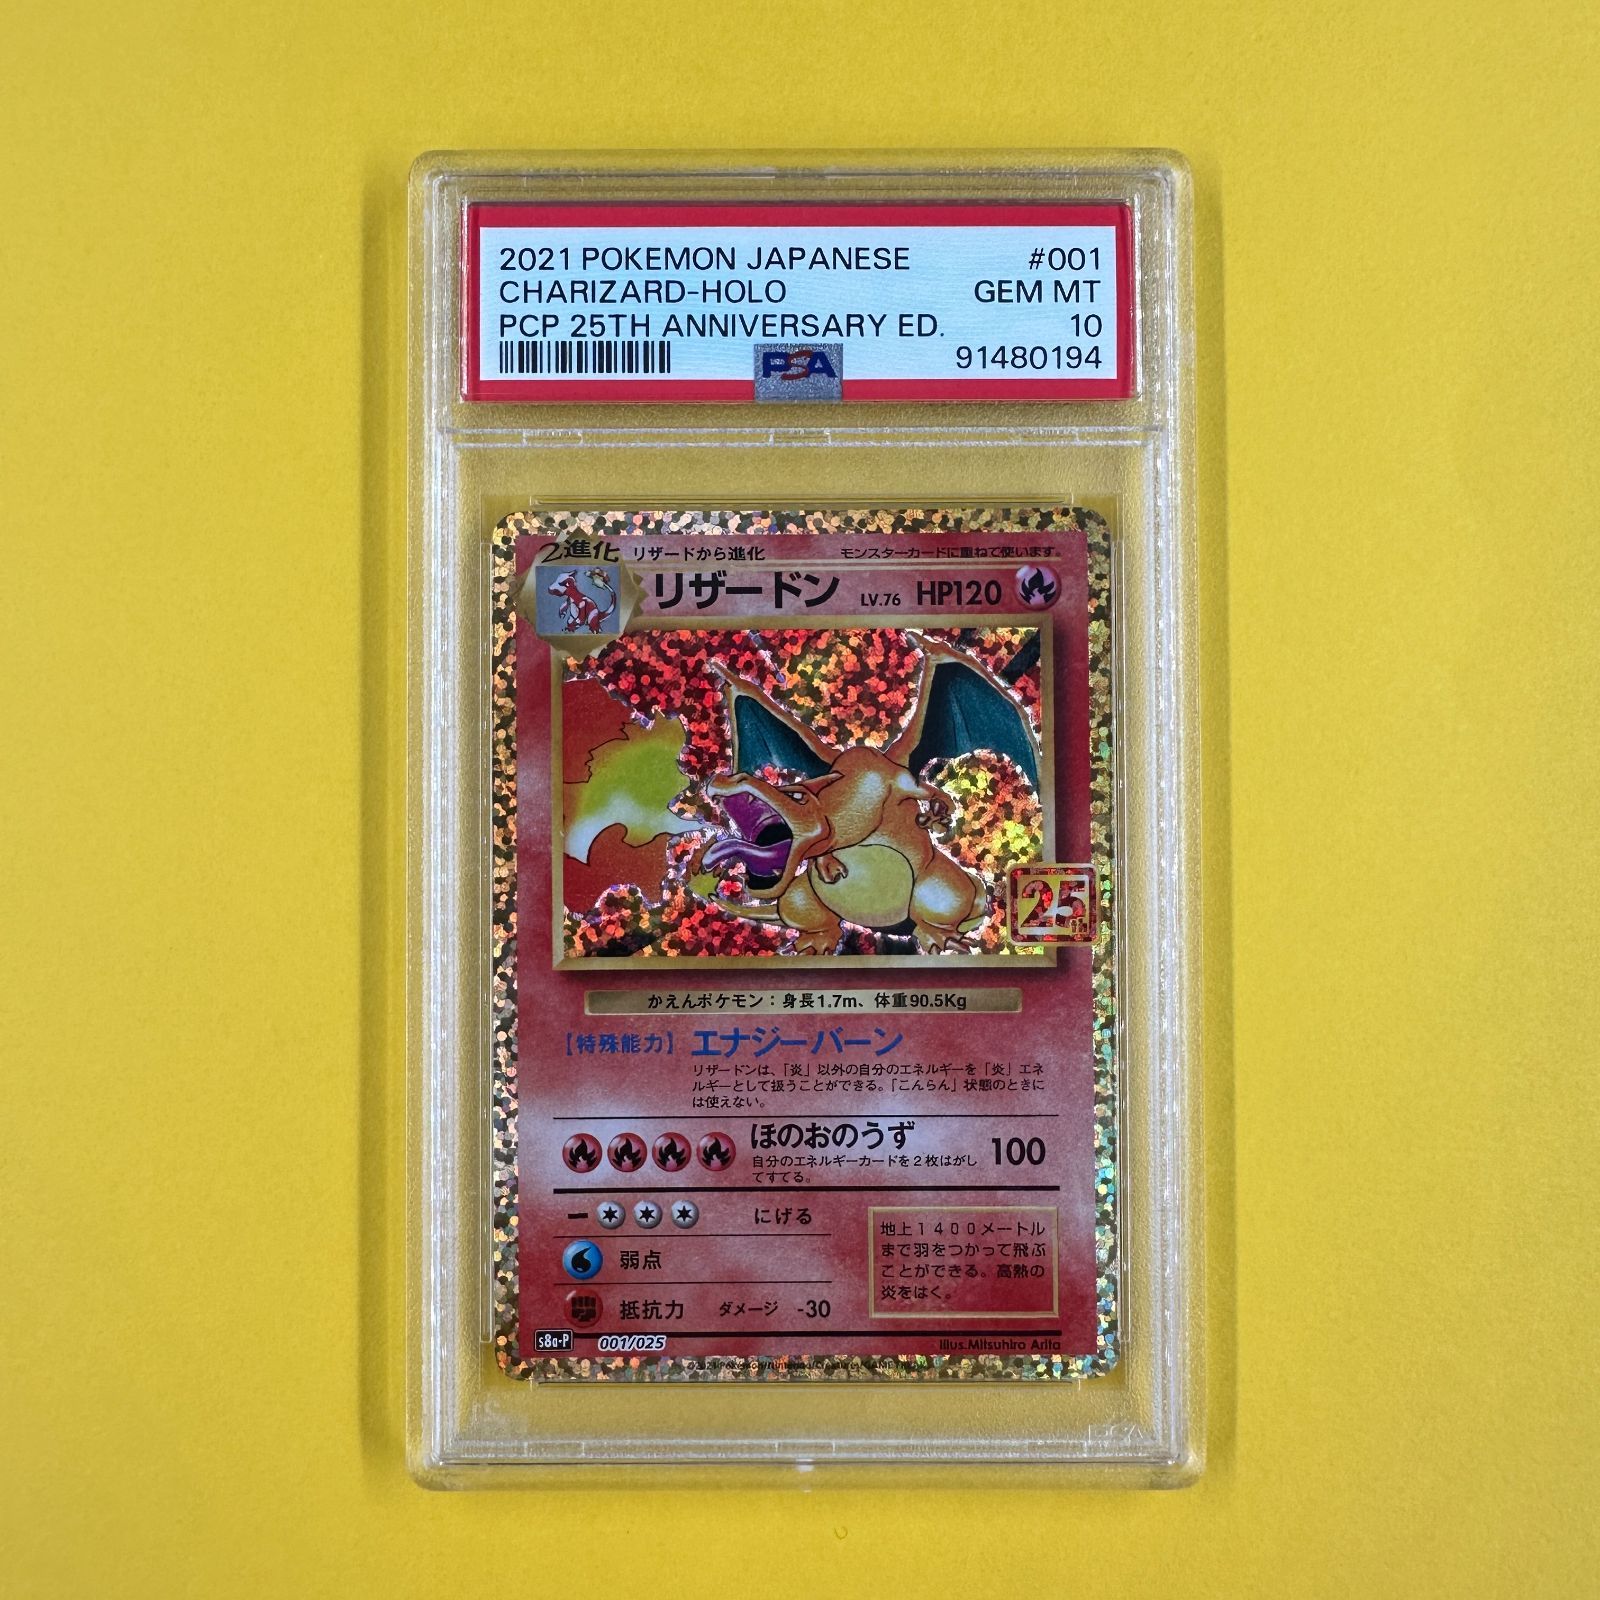 2021 POKEMON JAPANESE #001
CHARIZARD-HOLO GEM MT
PCP 25TH ANNIVERSARY ED. 10
PSA 91480194
2進化 リザードから進化 モンスターカードに重ねて使います。
リザードン LV.76 HP120
25th
かえんポケモン：身長1.7m、体重90.5Kg
【特殊能力】エナジーバーン
リザードンは、「炎」以外の自分のエネルギーを「炎」エネ
ルギーとして扱うことができる。「こんらん」状態のときに
は使えない。
ほのおのうず 100
自分のエネルギーカードを2枚はがし
てすてる。
にげる
弱点
抵抗力 ダメージ -30
地上1400メートル
まで羽をつかって飛ぶ
ことができる。高熱の
炎をはく。
s8a-P 001/025 Illus.Mitsuhiro Arita
©2021 Pokémon/Nintendo/Creatures/GAME FREAK